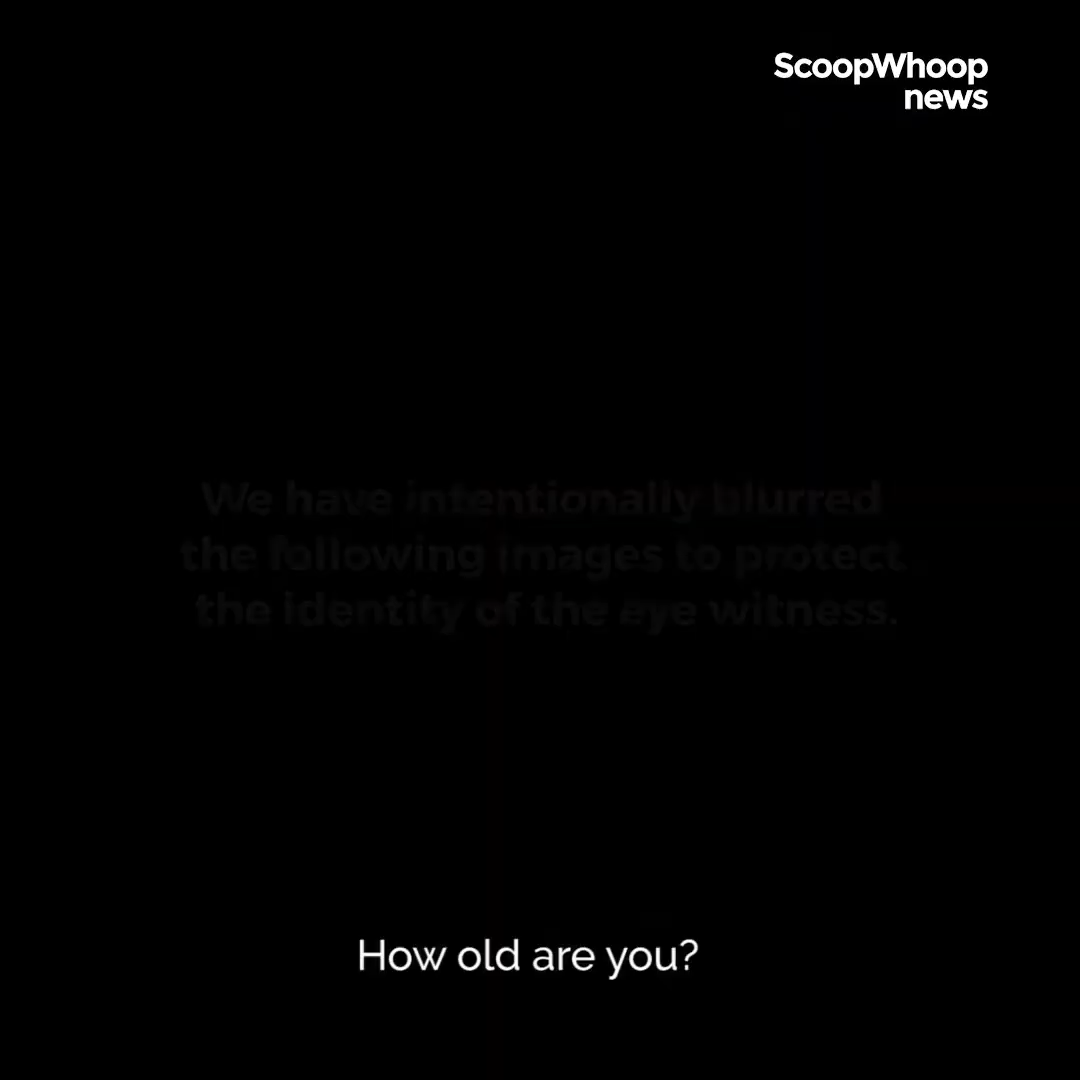 ScoopWhoop
news
We have intentionally blurred
the following images to protect
the identity of the eye witness.
How old are you?